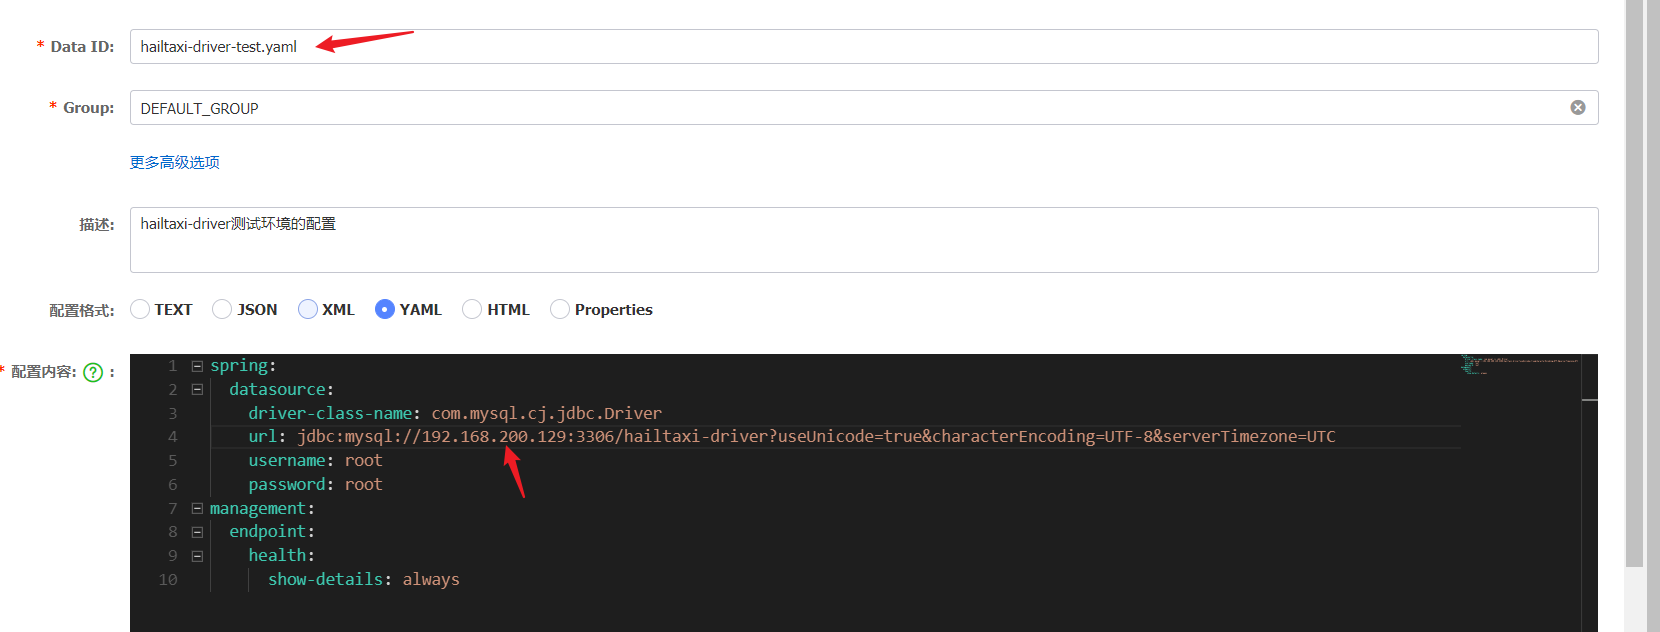 * Data ID: hailtaxi-driver-test.yaml
* Group: DEFAULT_GROUP
更多高级选项
描述: hailtaxi-driver测试环境的配置
配置格式: TEXT JSON XML YAML HTML Properties
* 配置内容: ? :
1 spring:
2 datasource:
3 driver-class-name: com.mysql.cj.jdbc.Driver
4 url: jdbc:mysql://192.168.200.129:3306/hailtaxi-driver?useUnicode=true&characterEncoding=UTF-8&serverTimezone=UTC
5 username: root
6 password: root
7 management:
8 endpoint:
9 health:
10 show-details: always